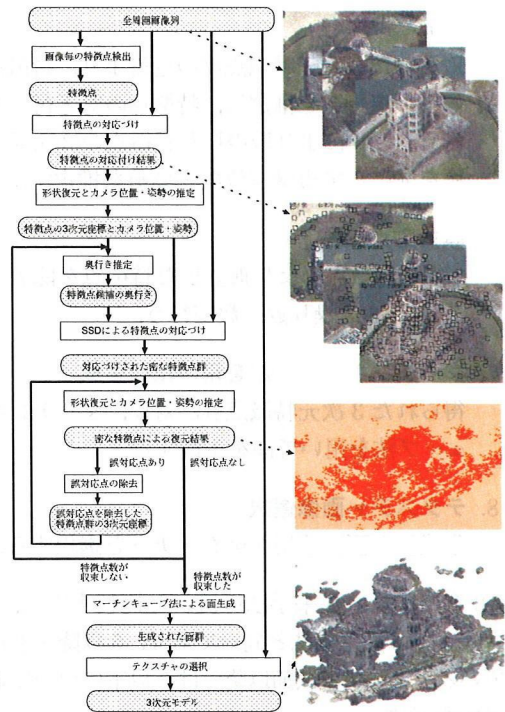 全周囲画像列
画像毎の特徴点検出
特徴点
特徴点の対応づけ
特徴点の対応付け結果
形状復元とカメラ位置・姿勢の推定
特徴点の3次元座標とカメラ位置・姿勢
奥行き推定
特徴点候補の奥行き
SSDによる特徴点の対応づけ
対応づけされた密な特徴点群
形状復元とカメラ位置・姿勢の推定
密な特徴点による復元結果
誤対応点あり
誤対応点なし
誤対応点の除去
誤対応点を除去した
特徴点群の3次元座標
特徴点数が
収束しない
特徴点数が
収束した
マーチンキューブ法による面生成
生成された面群
テクスチャの選択
3次元モデル